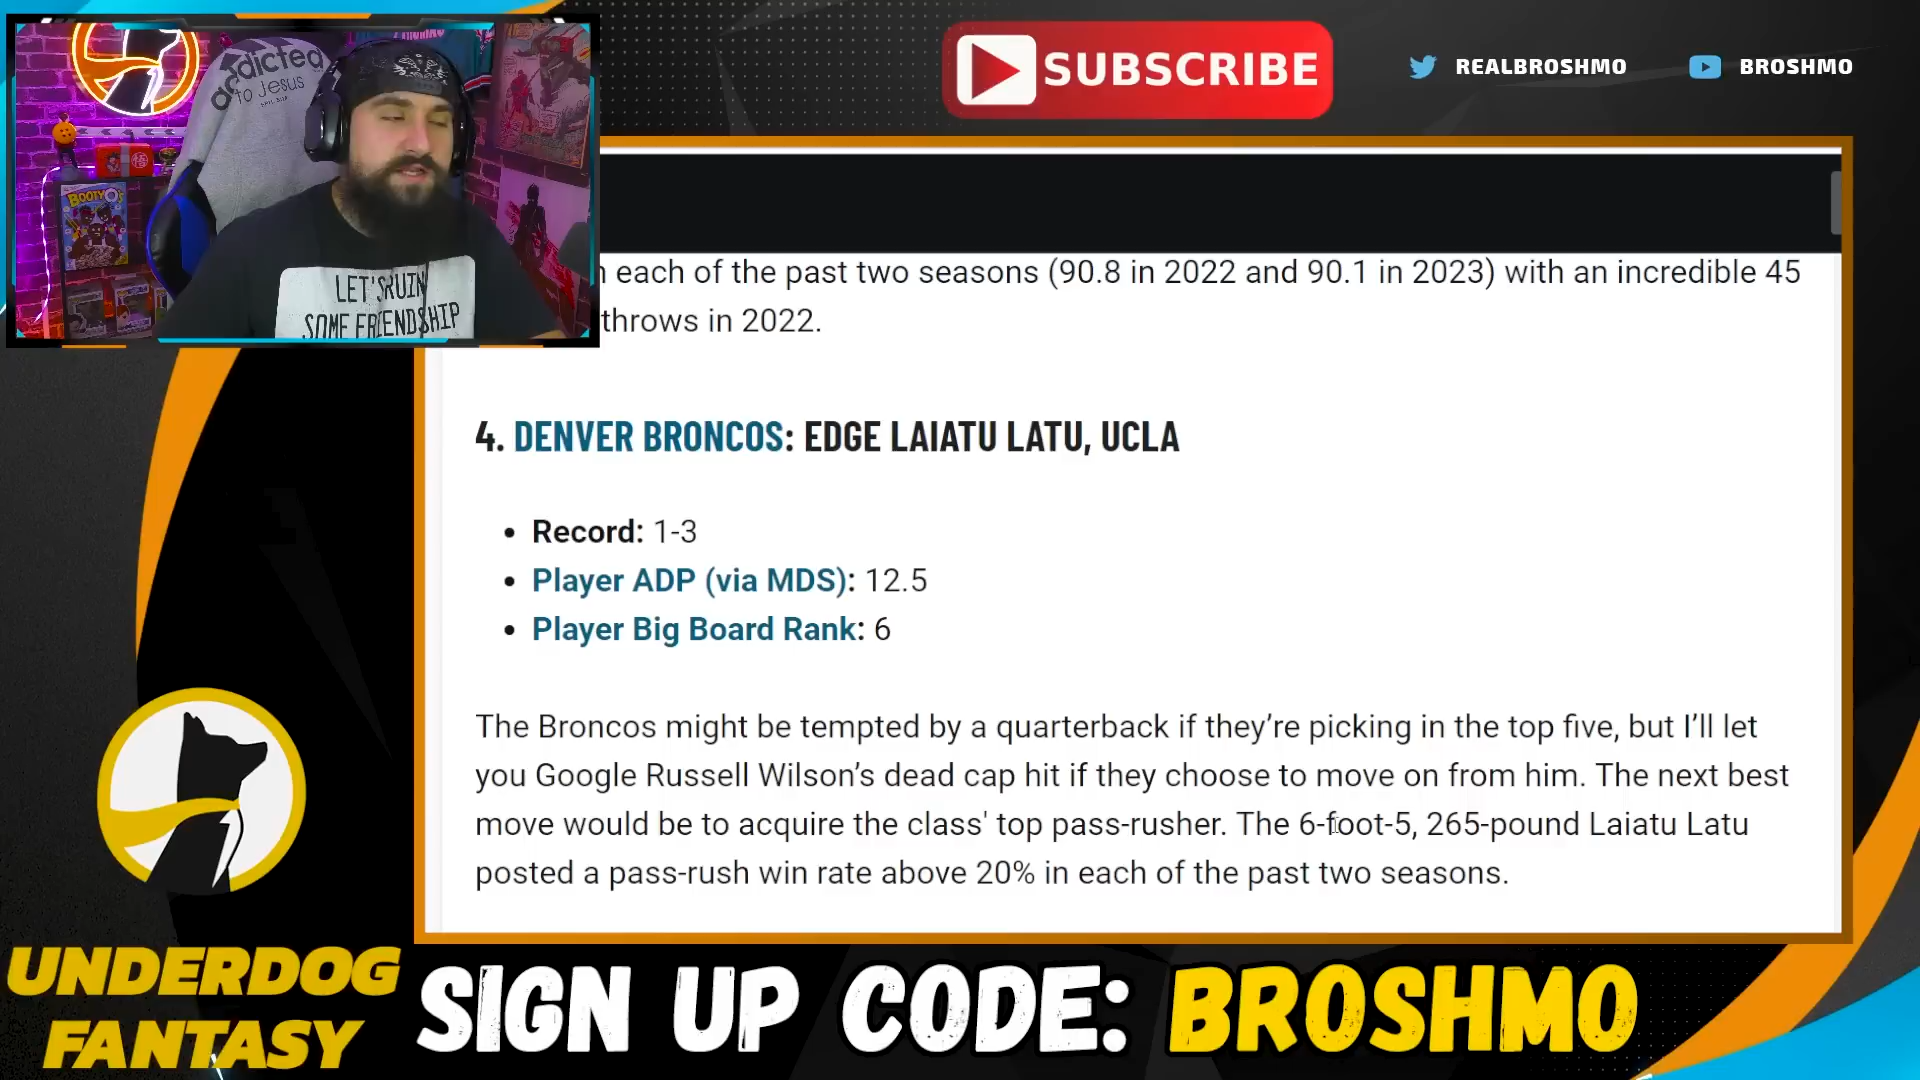 addicted
to Jesus
BOOTYO'S
LET'S RUIN
SOME FRIENDSHIP
SUBSCRIBE
REALBROSHMO
BROSHMO
each of the past two seasons (90.8 in 2022 and 90.1 in 2023) with an incredible 45
throws in 2022.
4. DENVER BRONCOS: EDGE LAIATU LATU, UCLA
• Record: 1-3
• Player ADP (via MDS): 12.5
• Player Big Board Rank: 6
The Broncos might be tempted by a quarterback if they’re picking in the top five, but I’ll let
you Google Russell Wilson’s dead cap hit if they choose to move on from him. The next best
move would be to acquire the class' top pass-rusher. The 6-foot-5, 265-pound Laiatu Latu
posted a pass-rush win rate above 20% in each of the past two seasons.
UNDERDOG
FANTASY
SIGN UP CODE: BROSHMO